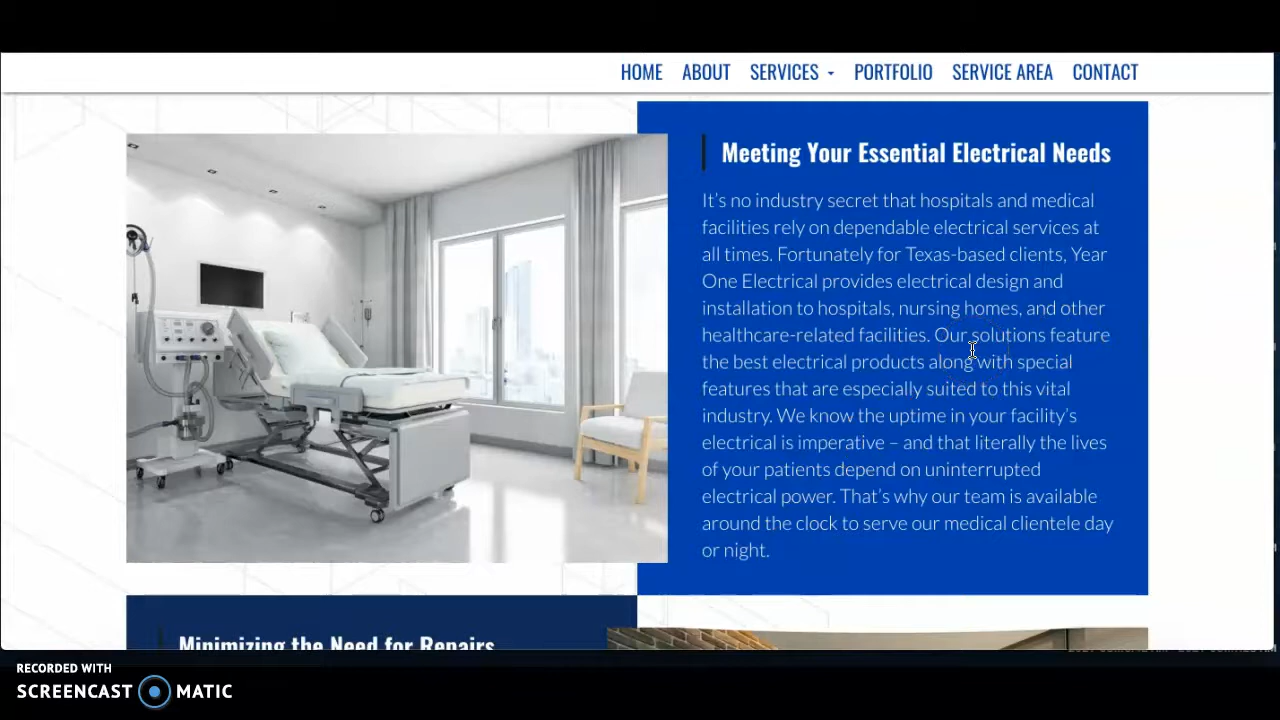 HOME ABOUT SERVICES PORTFOLIO SERVICE AREA CONTACT
Meeting Your Essential Electrical Needs
It’s no industry secret that hospitals and medical
facilities rely on dependable electrical services at
all times. Fortunately for Texas-based clients, Year
One Electrical provides electrical design and
installation to hospitals, nursing homes, and other
healthcare-related facilities. Our solutions feature
the best electrical products along with special
features that are especially suited to this vital
industry. We know the uptime in your facility’s
electrical is imperative – and that literally the lives
of your patients depend on uninterrupted
electrical power. That’s why our team is available
around the clock to serve our medical clientele day
or night.
Minimizing the Need for Repairs
RECORDED WITH
SCREENCAST MATIC